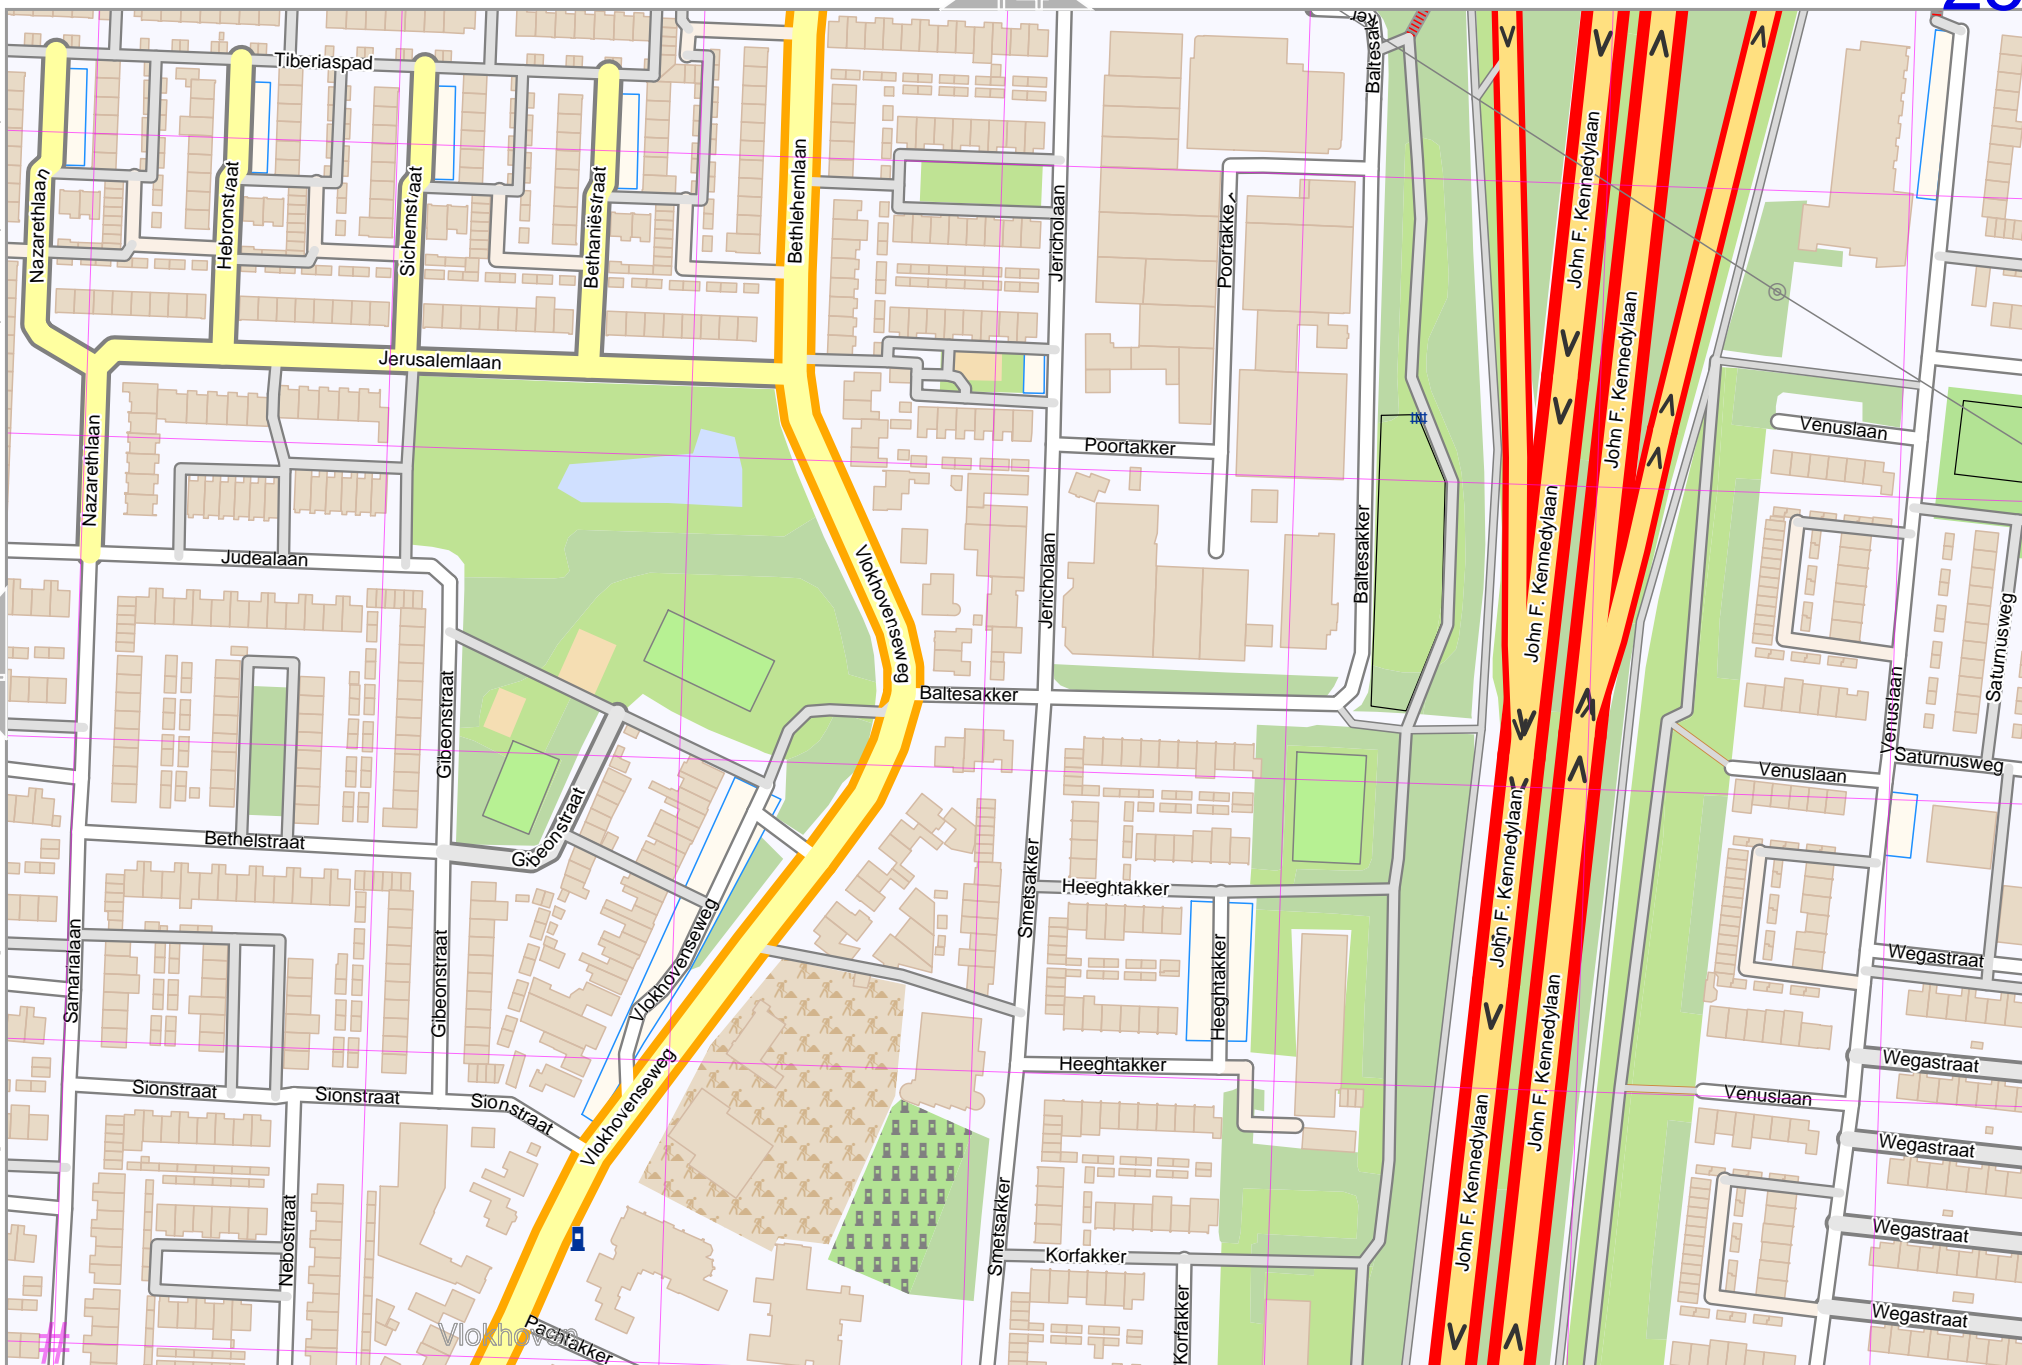 Tiberiaspad
Baltesakker
Nazarethlaan
Hebronstraat
Sichemstraat
Bethaniëstraat
Bethlehemlaan
Jericholaan
Poortakker
John F. Kennedylaan
John F. Kennedylaan
Jerusalemlaan
Nazarethlaan
Poortakker
Venuslaan
Judealaan
Vlokhovenseweg
Jericholaan
Baltesakker
John F. Kennedylaan
Saturnusweg
Gibeonstraat
Baltesakker
Venuslaan
Saturnusweg
Venuslaan
Bethelstraat
Gibeonstraat
Smetsakker
Heeghtakker
John F. Kennedylaan
Samarialaan
Gibeonstraat
Vlokhovenseweg
Heeghtakker
John F. Kennedylaan
Wegastraat
Wegastraat
Heeghtakker
Sionstraat
Sionstraat
Sionstraat
Vlokhovenseweg
Venuslaan
John F. Kennedylaan
Wegastraat
Nebostraat
Smetsakker
Korfakker
Wegastraat
Korfakker
Wegastraat
Vlokhoven
Pachtakker